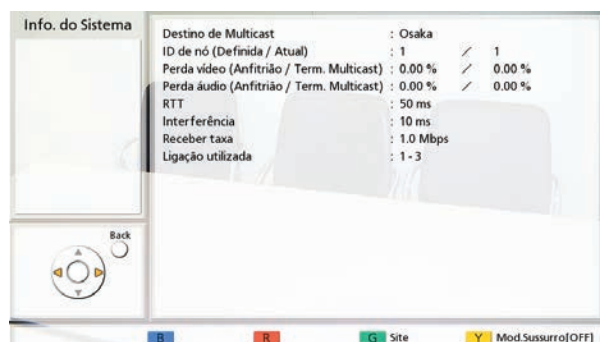 Info. do Sistema
Destino de Multicast : Osaka
ID de nó (Definida / Atual) : 1 / 1
Perda vídeo (Anfitrião / Term. Multicast) : 0.00 % / 0.00 %
Perda áudio (Anfitrião / Term. Multicast) : 0.00 % / 0.00 %
RTT : 50 ms
Interferência : 10 ms
Receber taxa : 1.0 Mbps
Ligação utilizada : 1 - 3
Back
B R G Site Y Mod.Sussurro[OFF]